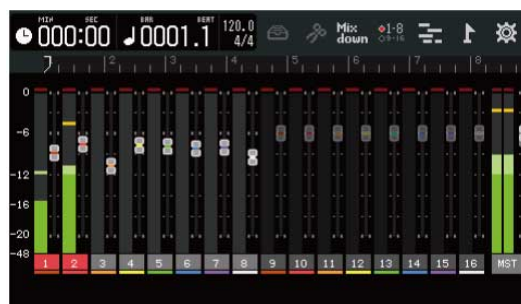 MIN SEC BAR BEAT
000:00 0001.1 120.0 4/4 Mix down 1-8 9-16
2 3 4 5 6 7 8
0
-6
-12
-16
-20
-48
1 2 3 4 5 6 7 8 9 10 11 12 13 14 15 16 MST